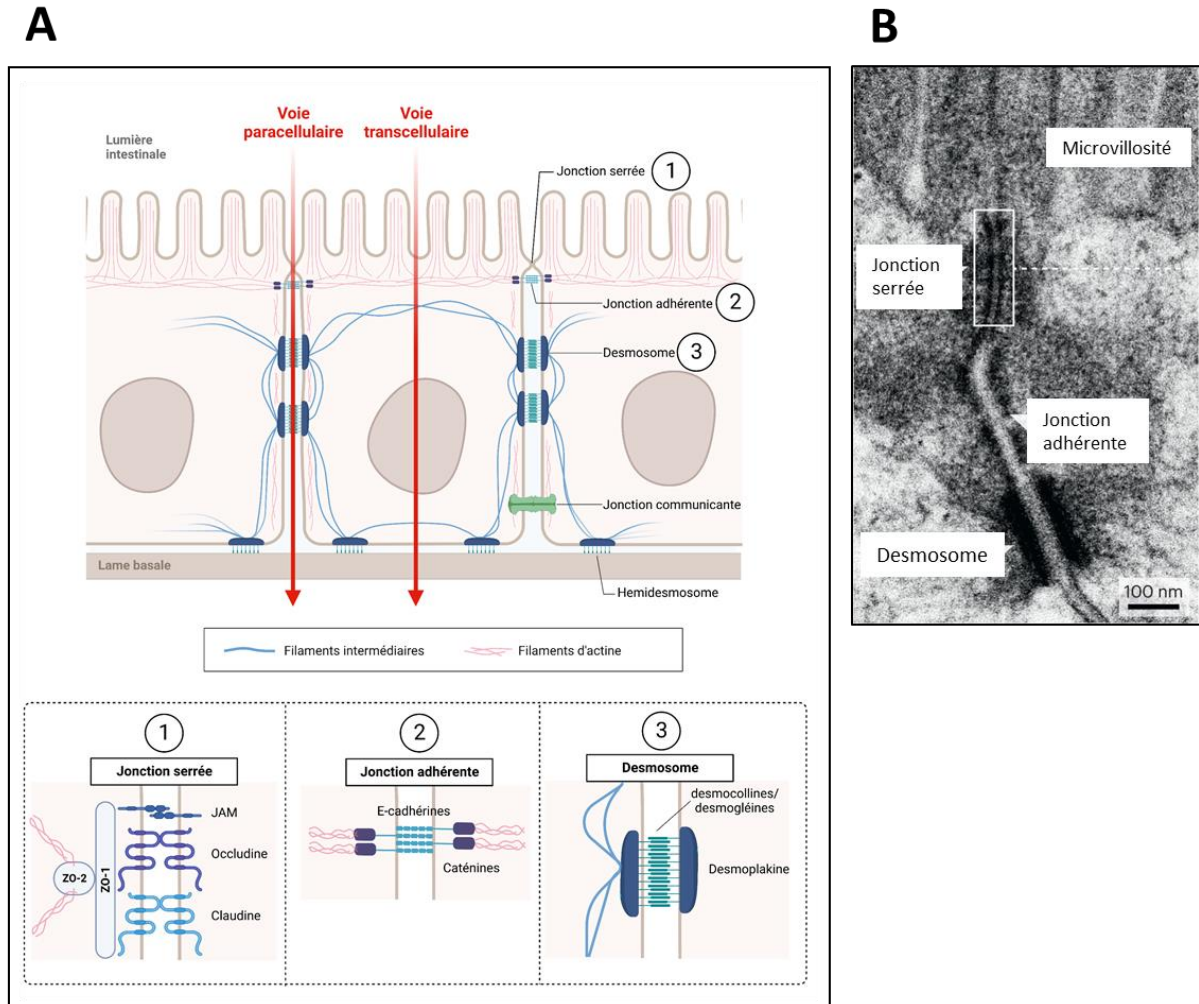 A
B
Voie
paracellulaire
Voie
transcellulaire
Lumière
intestinale
Jonction serrée
1
Jonction adhérente
2
Desmosome
3
Jonction communicante
Lame basale
Hemidesmosome
Filaments intermédiaires
Filaments d'actine
1
Jonction serrée
JAM
Occludine
ZO-2
ZO-1
Claudine
2
Jonction adhérente
E-cadhérines
Caténines
3
Desmosome
desmocollines/
desmogléines
Desmoplakine
Microvillosité
Jonction
serrée
Jonction
adhérente
Desmosome
100 nm